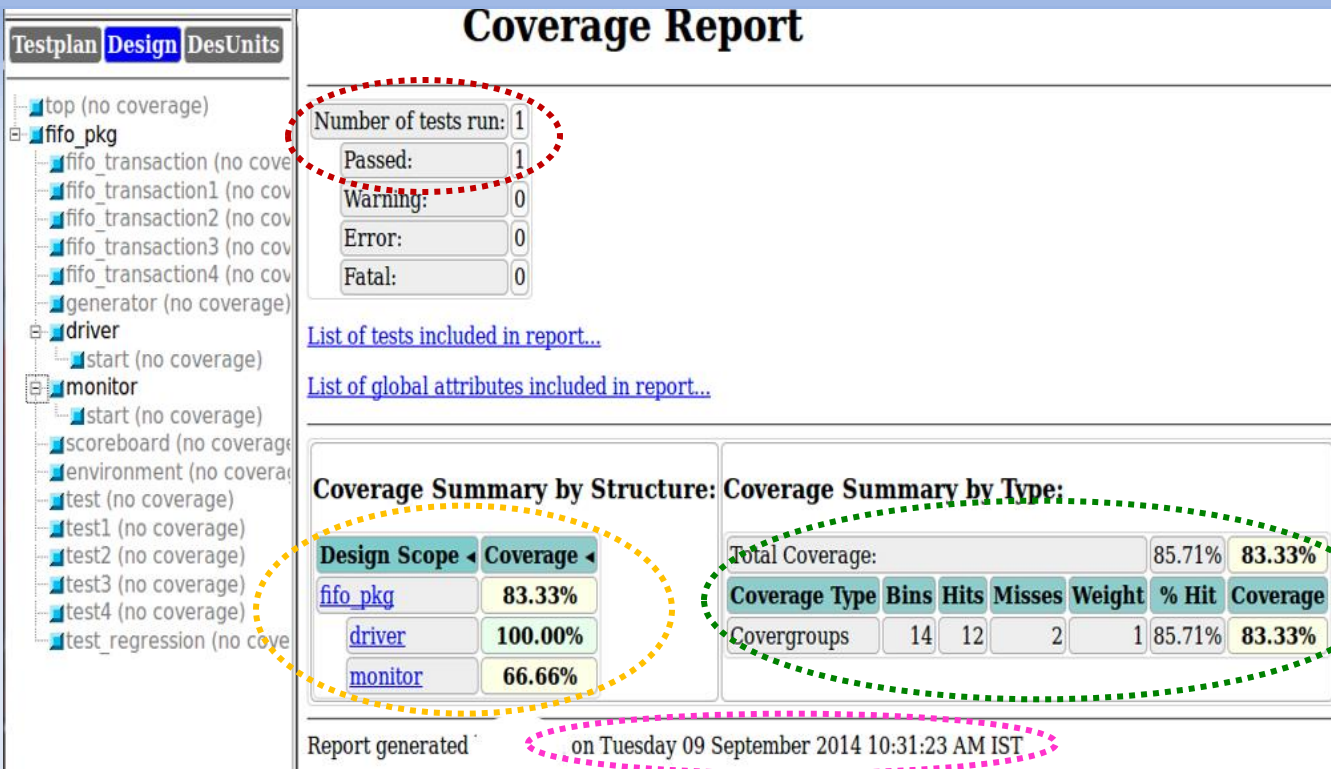 Testplan Design DesUnits
top (no coverage)
fifo_pkg
fifo_transaction (no cove
fifo_transaction1 (no cov
fifo_transaction2 (no cov
fifo_transaction3 (no cov
fifo_transaction4 (no cov
generator (no coverage)
driver
start (no coverage)
monitor
start (no coverage)
scoreboard (no coverage
environment (no coverag
test (no coverage)
test1 (no coverage)
test2 (no coverage)
test3 (no coverage)
test4 (no coverage)
test_regression (no cove
Coverage Report
Number of tests run: 1
Passed: 1
Warning: 0
Error: 0
Fatal: 0
List of tests included in report...
List of global attributes included in report...
Coverage Summary by Structure:
Design Scope Coverage
fifo_pkg 83.33%
driver 100.00%
monitor 66.66%
Coverage Summary by Type:
Total Coverage: 85.71% 83.33%
Coverage Type Bins Hits Misses Weight % Hit Coverage
Covergroups 14 12 2 1 85.71% 83.33%
Report generated on Tuesday 09 September 2014 10:31:23 AM IST